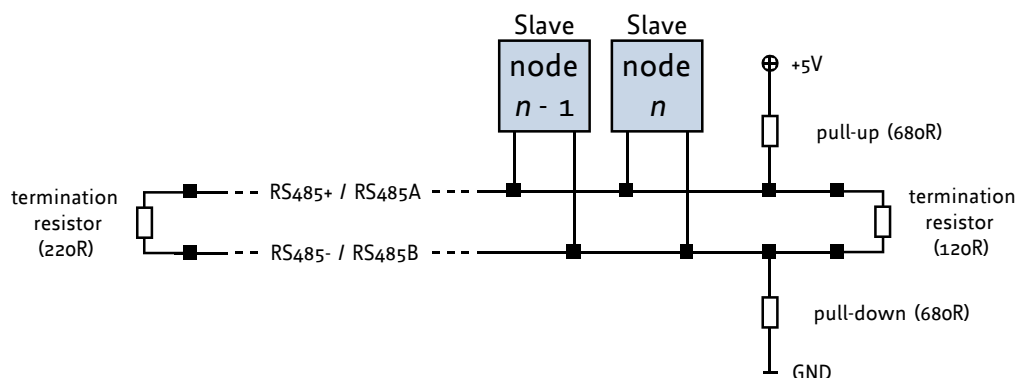 Slave
Slave
node
n - 1
node
n
+5V
pull-up (680R)
termination
resistor
(220R)
RS485+ / RS485A
RS485- / RS485B
termination
resistor
(120R)
pull-down (680R)
GND